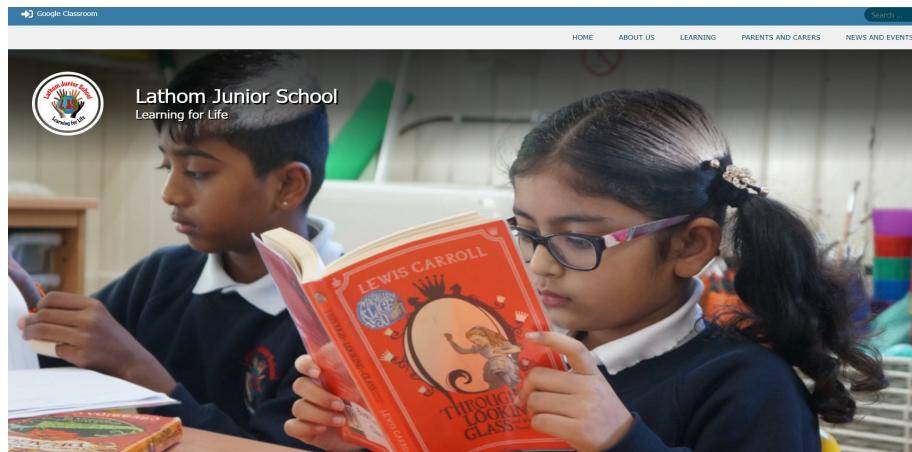 Google Classroom
Search ...
HOME ABOUT US LEARNING PARENTS AND CARERS NEWS AND EVENTS
Lathom Junior School
Learning for Life
Lathom Junior School
Learning for Life
LEWIS CARROLL
THROUGH
LOOKING
GLASS